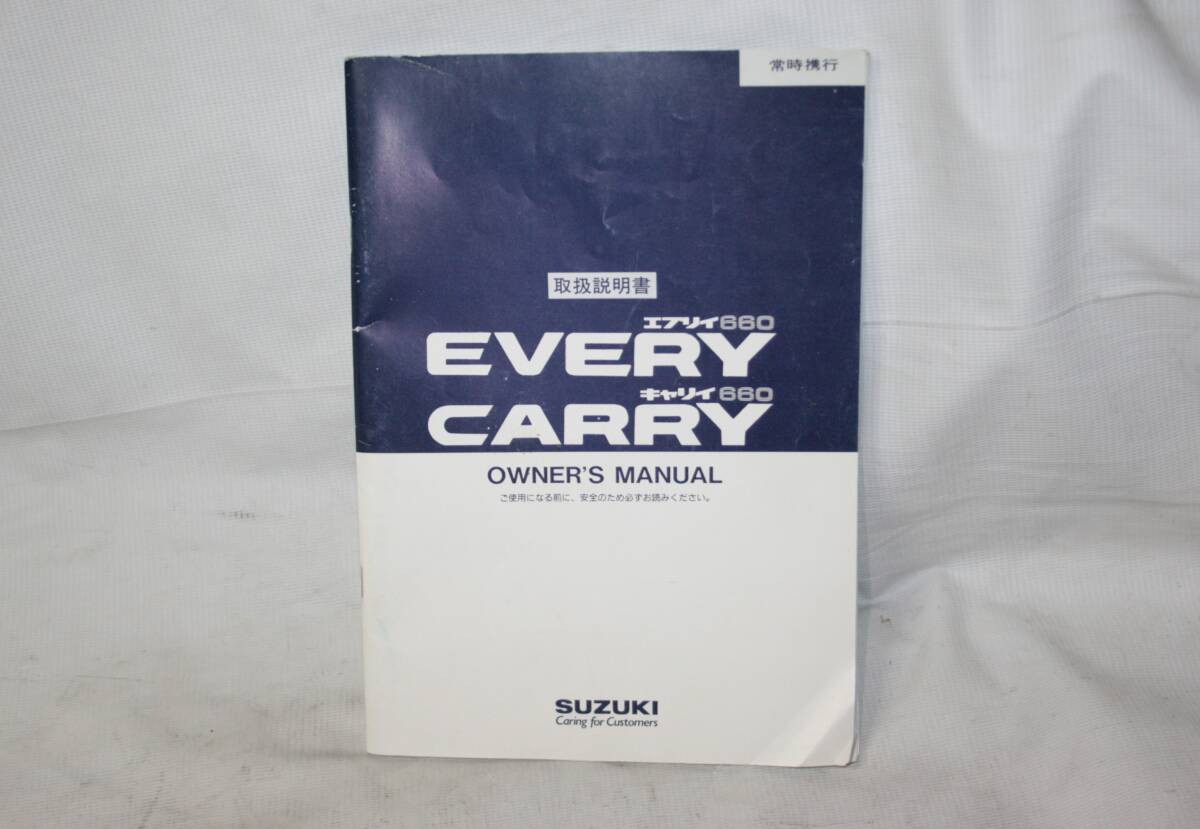 常時携行
取扱説明書
エブリイ660
EVERY
キャリイ660
CARRY
OWNER'S MANUAL
ご使用になる前に、安全のため必ずお読みください。
SUZUKI
Caring for Customers